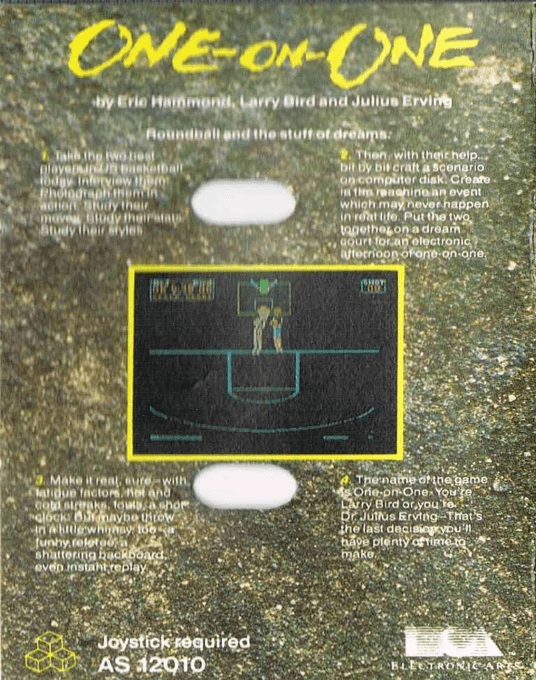 ONE-ON-ONE
by Eric Hammond, Larry Bird and Julius Erving
Roundball and the stuff of dreams.
1. Take the two best
players in US basketball
today. Interview them
Film
them
action. Study their
moves. Study their stats
Study their styles
2. Then, with their help...
bit by bit craft a scenario
on computer disk. Create
in the machine an event
which may never happen
in real life. Put the two
together on a dream
court for an electronic
afternoon of one-on-one.
SHOT
3. Make it real, sure - with
fatigue factors, hot and
cold streaks, fouls, a shot
clock. But maybe throw
in a little whimsy, too - a
funny referee, a
shattering backboard,
even instant replay.
4. The name of the game
is One-on-One. You're
Larry Bird or you're
Dr. Julius Erving. That's
the last decision you'll
have plenty of time to
make.
Joystick required
AS 12010
ELECTRONIC ARTS